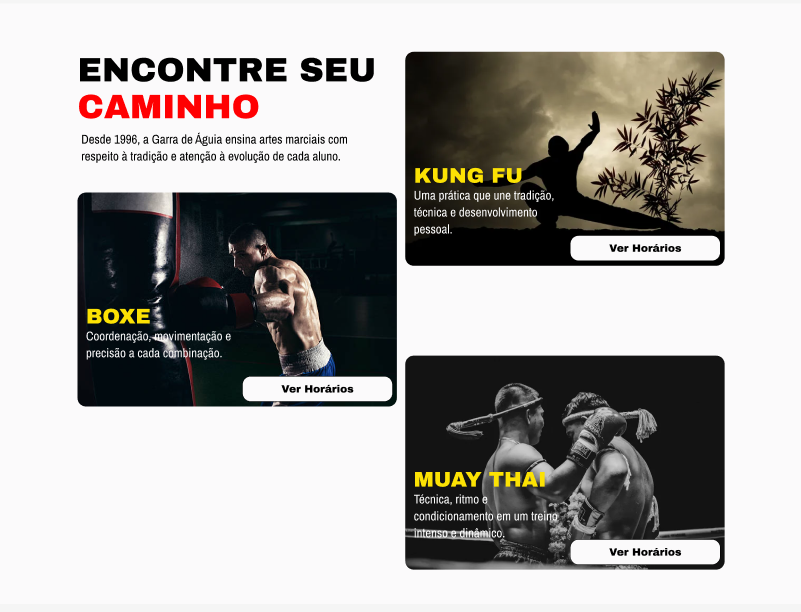 ENCONTRE SEU
CAMINHO
Desde 1996, a Garra de Águia ensina artes marciais com
respeito à tradição e atenção à evolução de cada aluno.
KUNG FU
Uma prática que une tradição,
técnica e desenvolvimento
pessoal.
Ver Horários
BOXE
Coordenação, movimentação e
precisão a cada combinação.
Ver Horários
MUAY THAI
Técnica, ritmo e
condicionamento em um treino
intenso e dinâmico.
Ver Horários